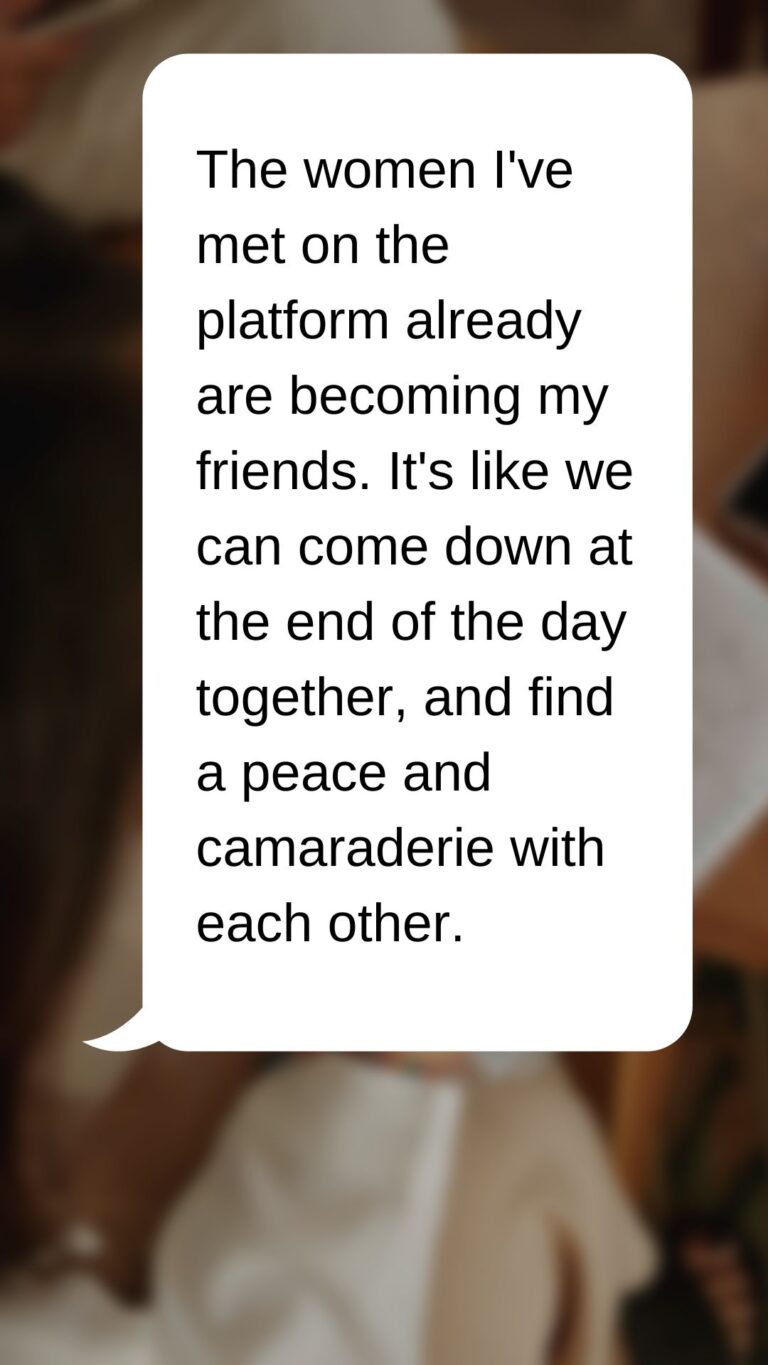 The women I've
met on the
platform already
are becoming my
friends. It's like we
can come down at
the end of the day
together, and find
a peace and
camaraderie with
each other.